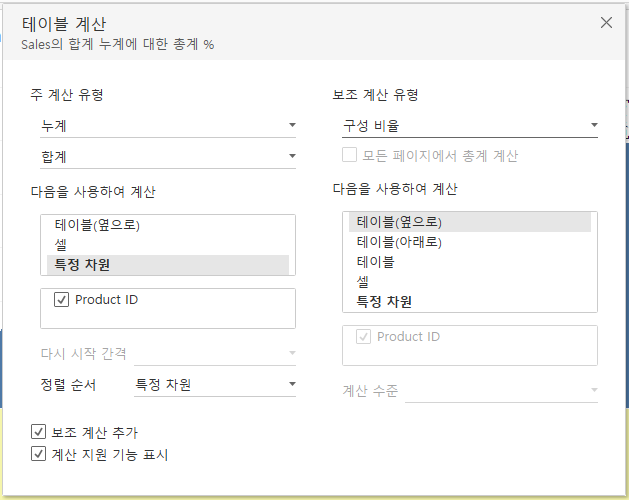 테이블 계산
Sales의 합계 누계에 대한 총계 %
주 계산 유형
누계
합계
다음을 사용하여 계산
테이블(옆으로)
셀
특정 차원
Product ID
다시 시작 간격
정렬 순서
특정 차원
보조 계산 추가
계산 지원 기능 표시
보조 계산 유형
구성 비율
모든 페이지에서 총계 계산
다음을 사용하여 계산
테이블(옆으로)
테이블(아래로)
테이블
셀
특정 차원
Product ID
계산 수준